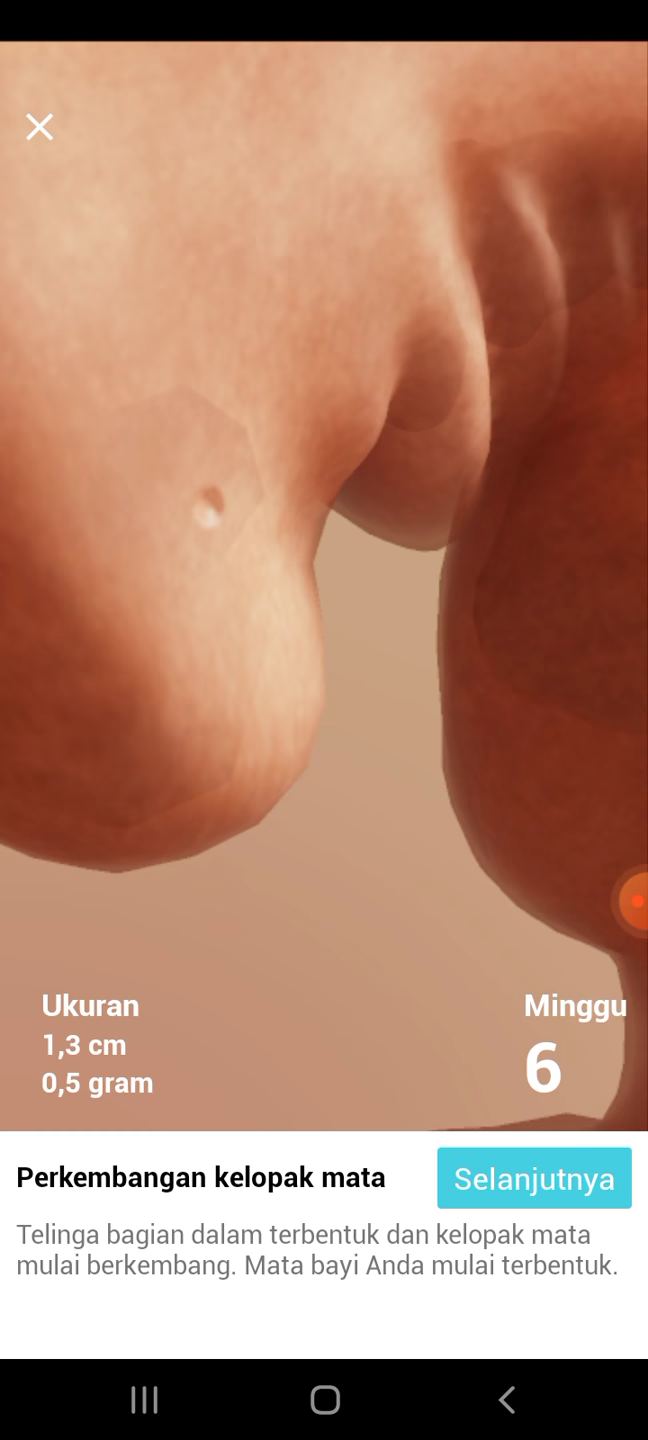 Ukuran
1,3 cm
0,5 gram
Minggu
6
Perkembangan kelopak mata
Selanjutnya
Telinga bagian dalam terbentuk dan kelopak mata
mulai berkembang. Mata bayi Anda mulai terbentuk.